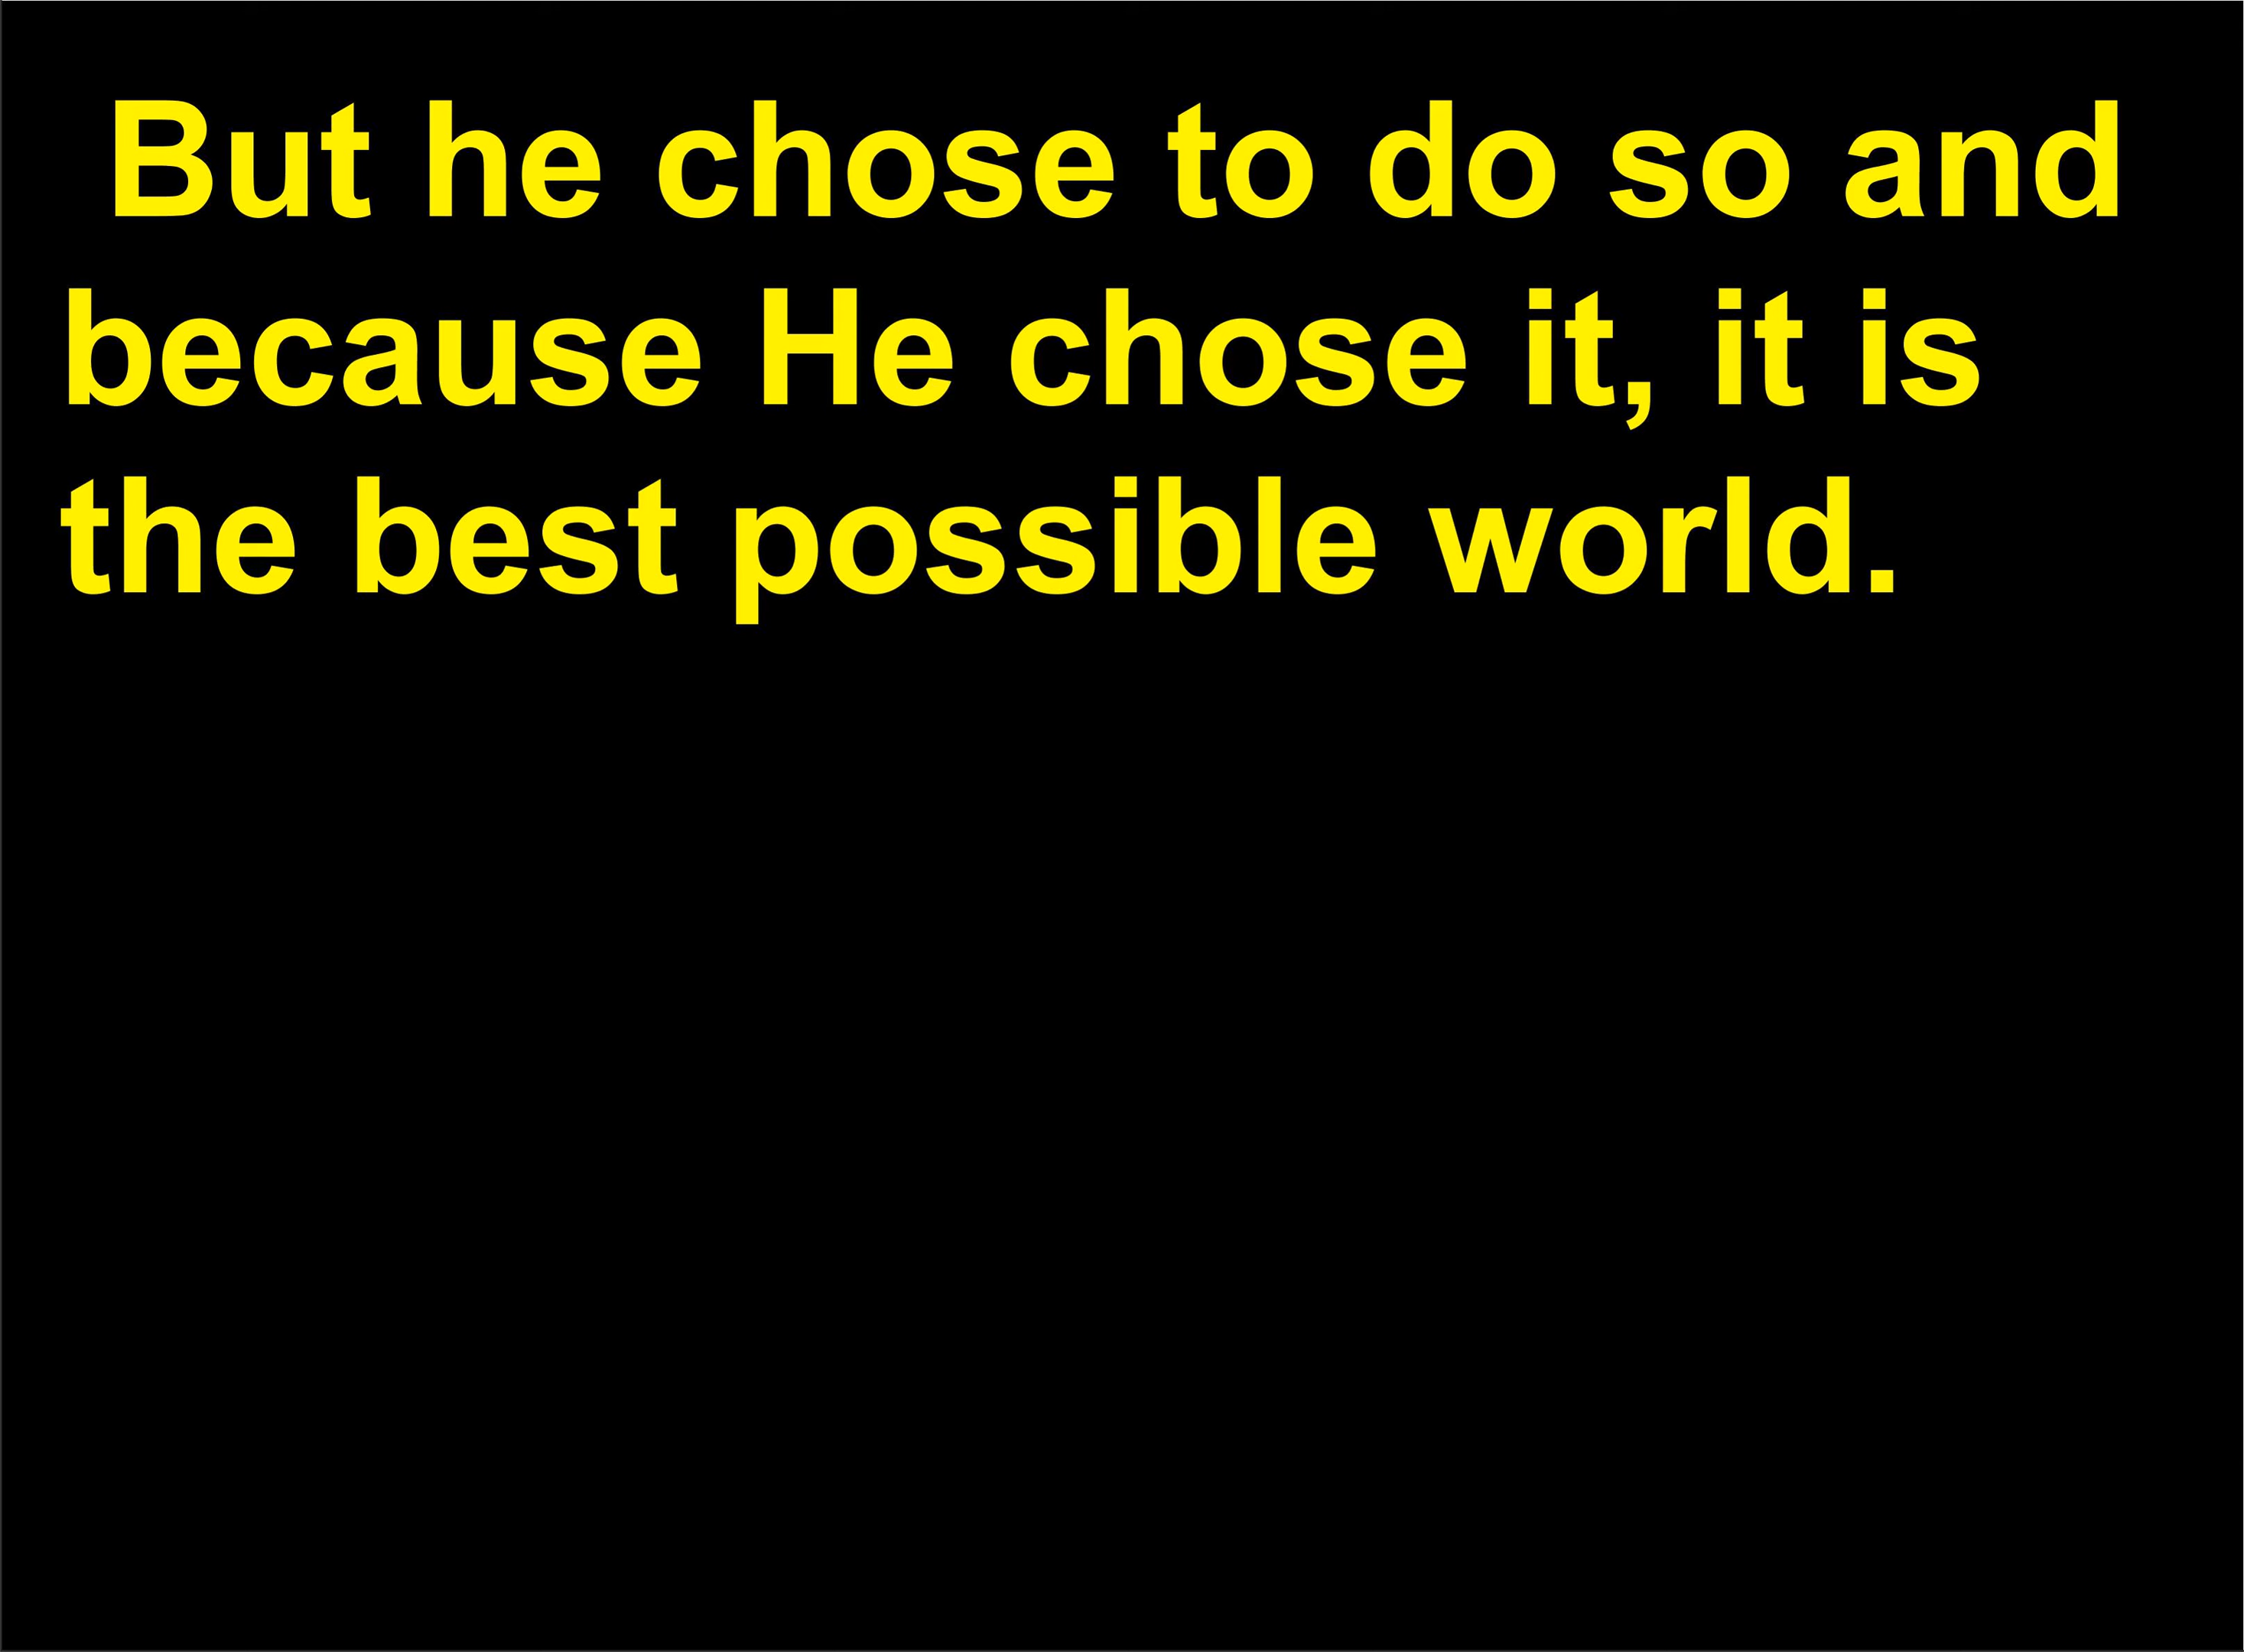 But he chose to do so and
because He chose it, it is
the best possible world.